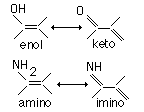 OH O
enol keto
NH2 NH
amino imino